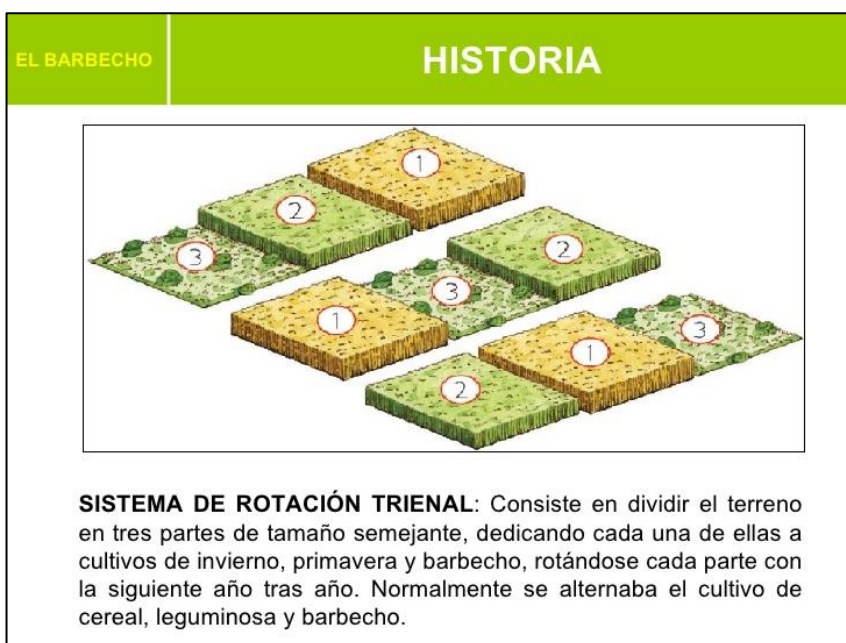 EL BARBECHO
HISTORIA
1
2
3
2
3
1
3
1
2
SISTEMA DE ROTACIÓN TRIENAL: Consiste en dividir el terreno
en tres partes de tamaño semejante, dedicando cada una de ellas a
cultivos de invierno, primavera y barbecho, rotándose cada parte con
la siguiente año tras año. Normalmente se alternaba el cultivo de
cereal, leguminosa y barbecho.